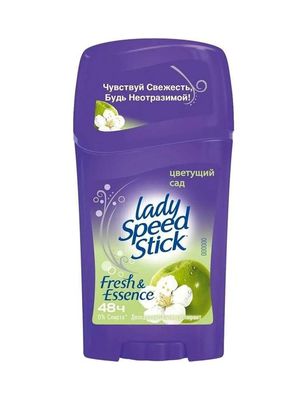 Чувствуй Свежесть,
Будь Неотразимой!
цветущий
сад
lady
Speed
Stick
Fresh &
Essence
48ч
0% Спирта